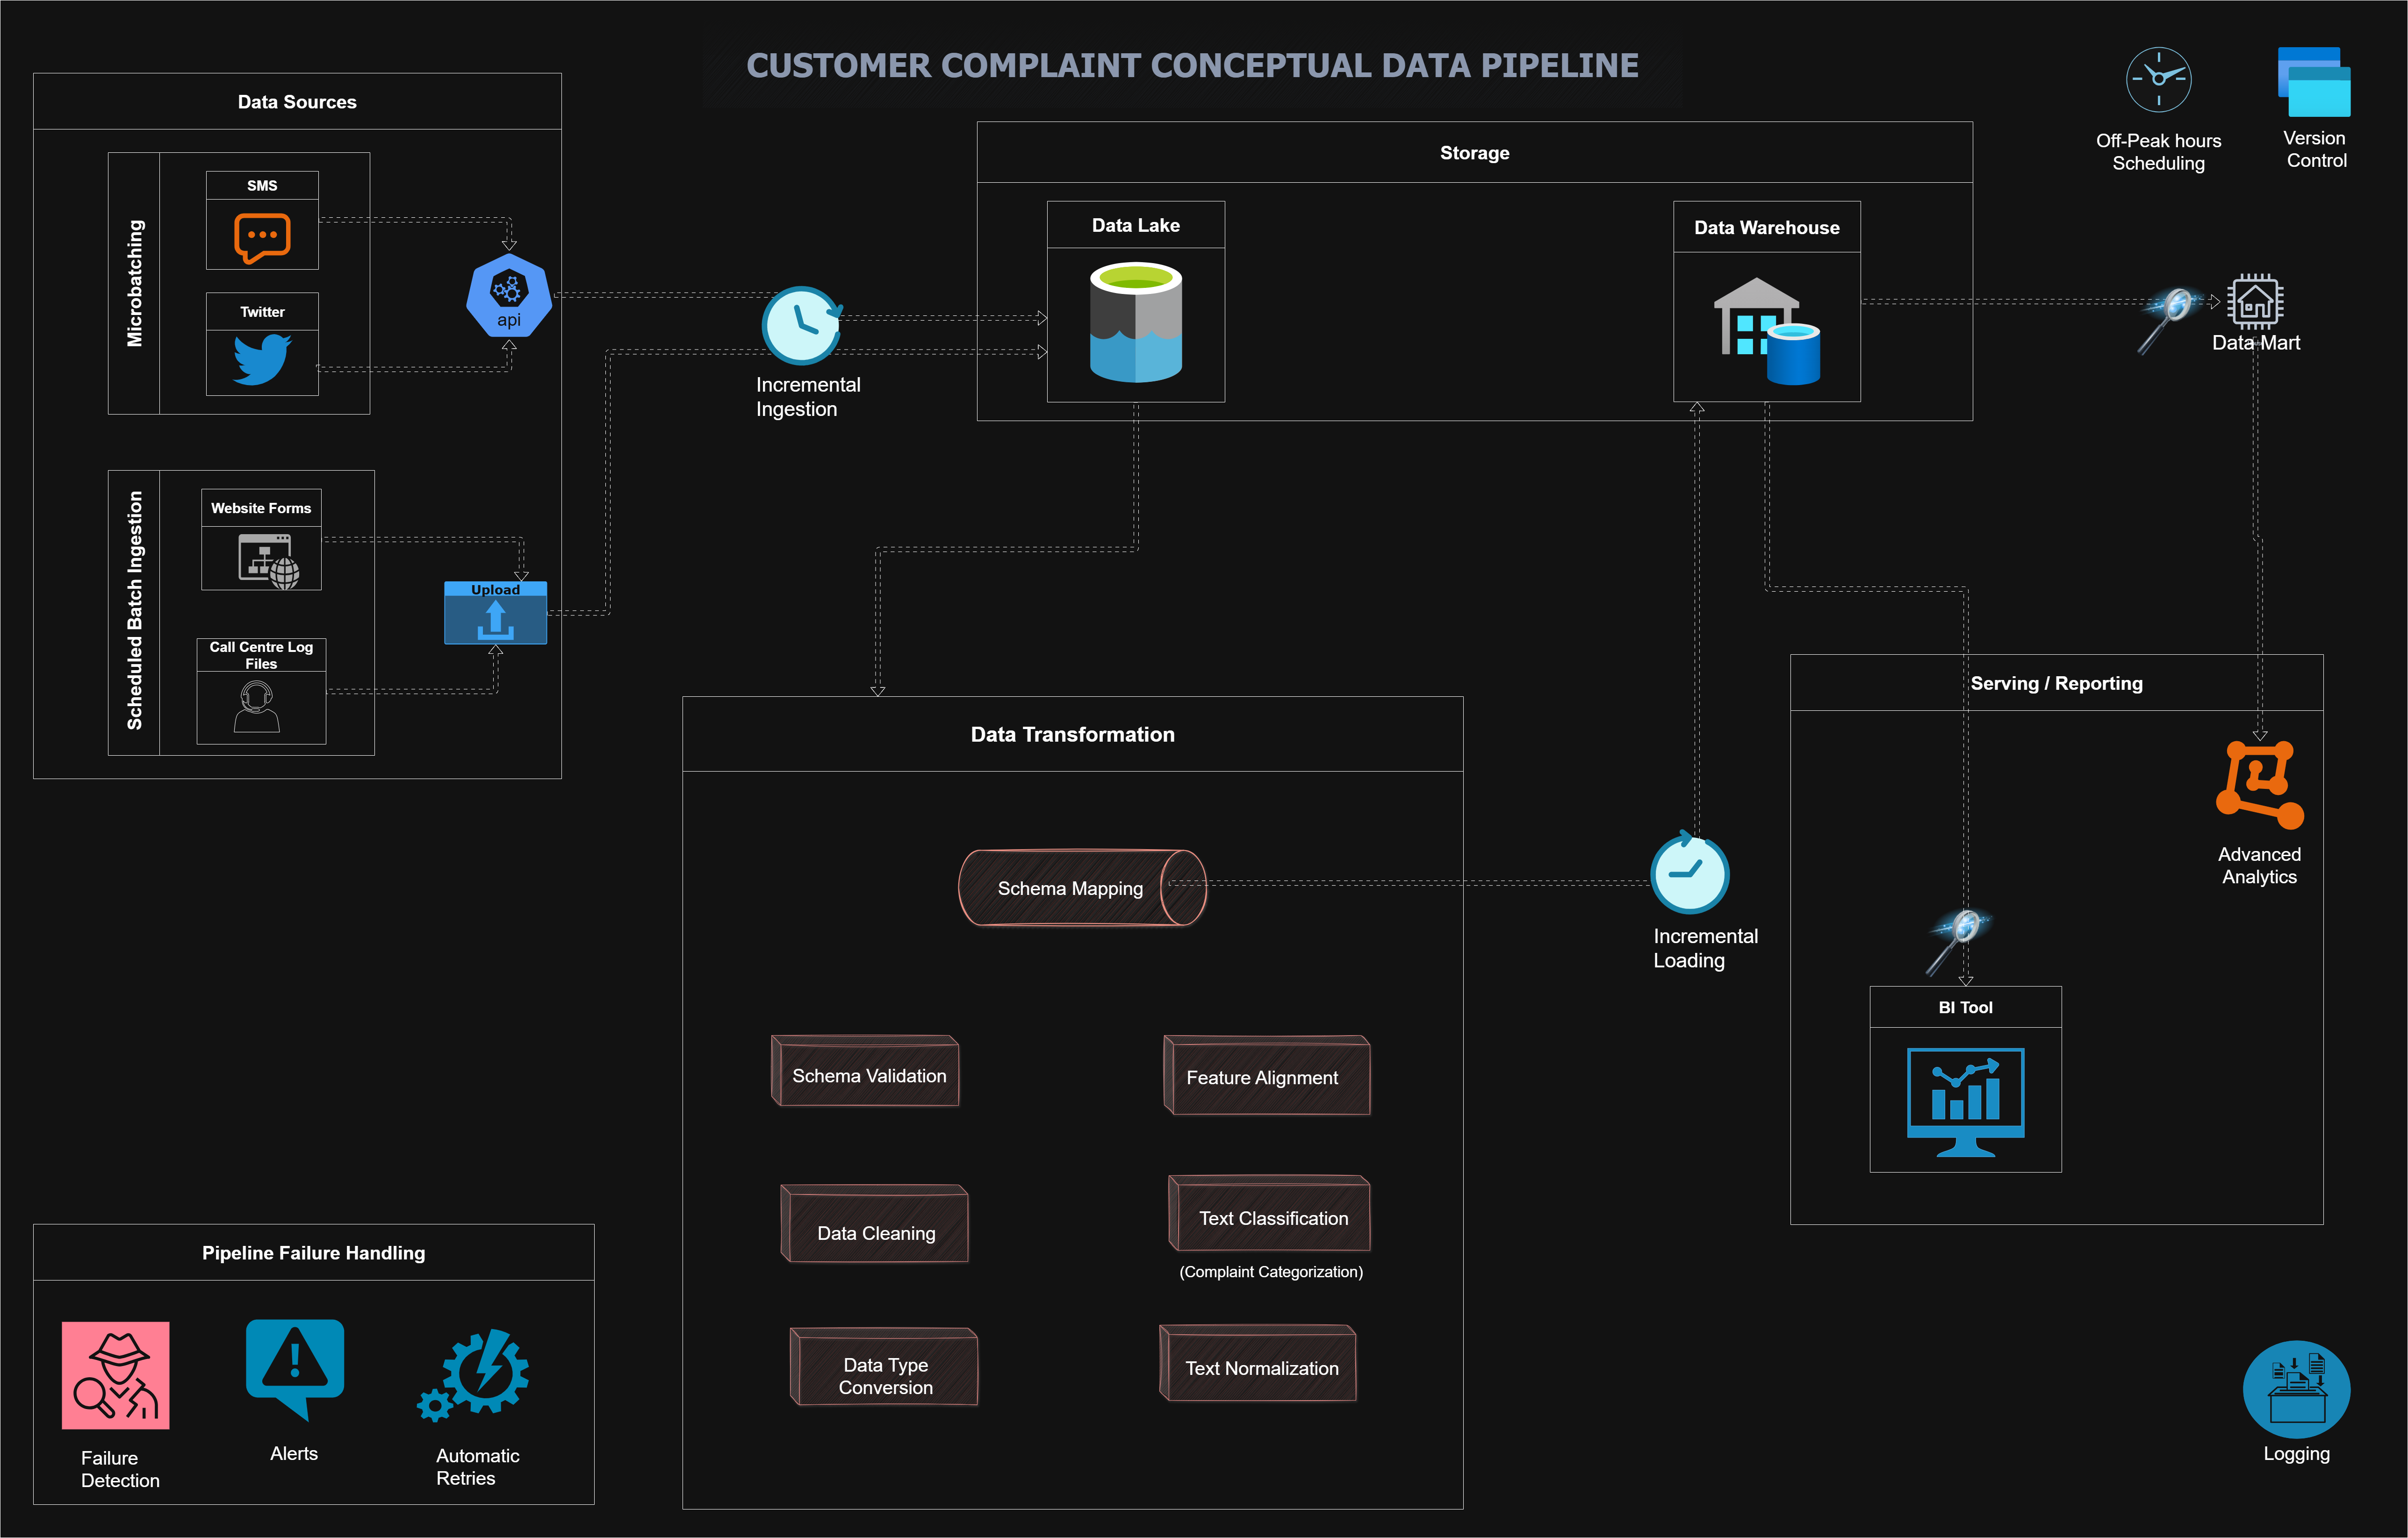 CUSTOMER COMPLAINT CONCEPTUAL DATA PIPELINE
Data Sources
Microbatching
SMS
Twitter
api
Scheduled Batch Ingestion
Website Forms
Call Centre Log
Files
Upload
Incremental
Ingestion
Storage
Data Lake
Data Warehouse
Off-Peak hours
Scheduling
Version
Control
Data Mart
Data Transformation
Schema Mapping
Schema Validation
Feature Alignment
Data Cleaning
Text Classification
(Complaint Categorization)
Data Type
Conversion
Text Normalization
Incremental
Loading
Serving / Reporting
Advanced
Analytics
BI Tool
Pipeline Failure Handling
Failure
Detection
Alerts
Automatic
Retries
Logging